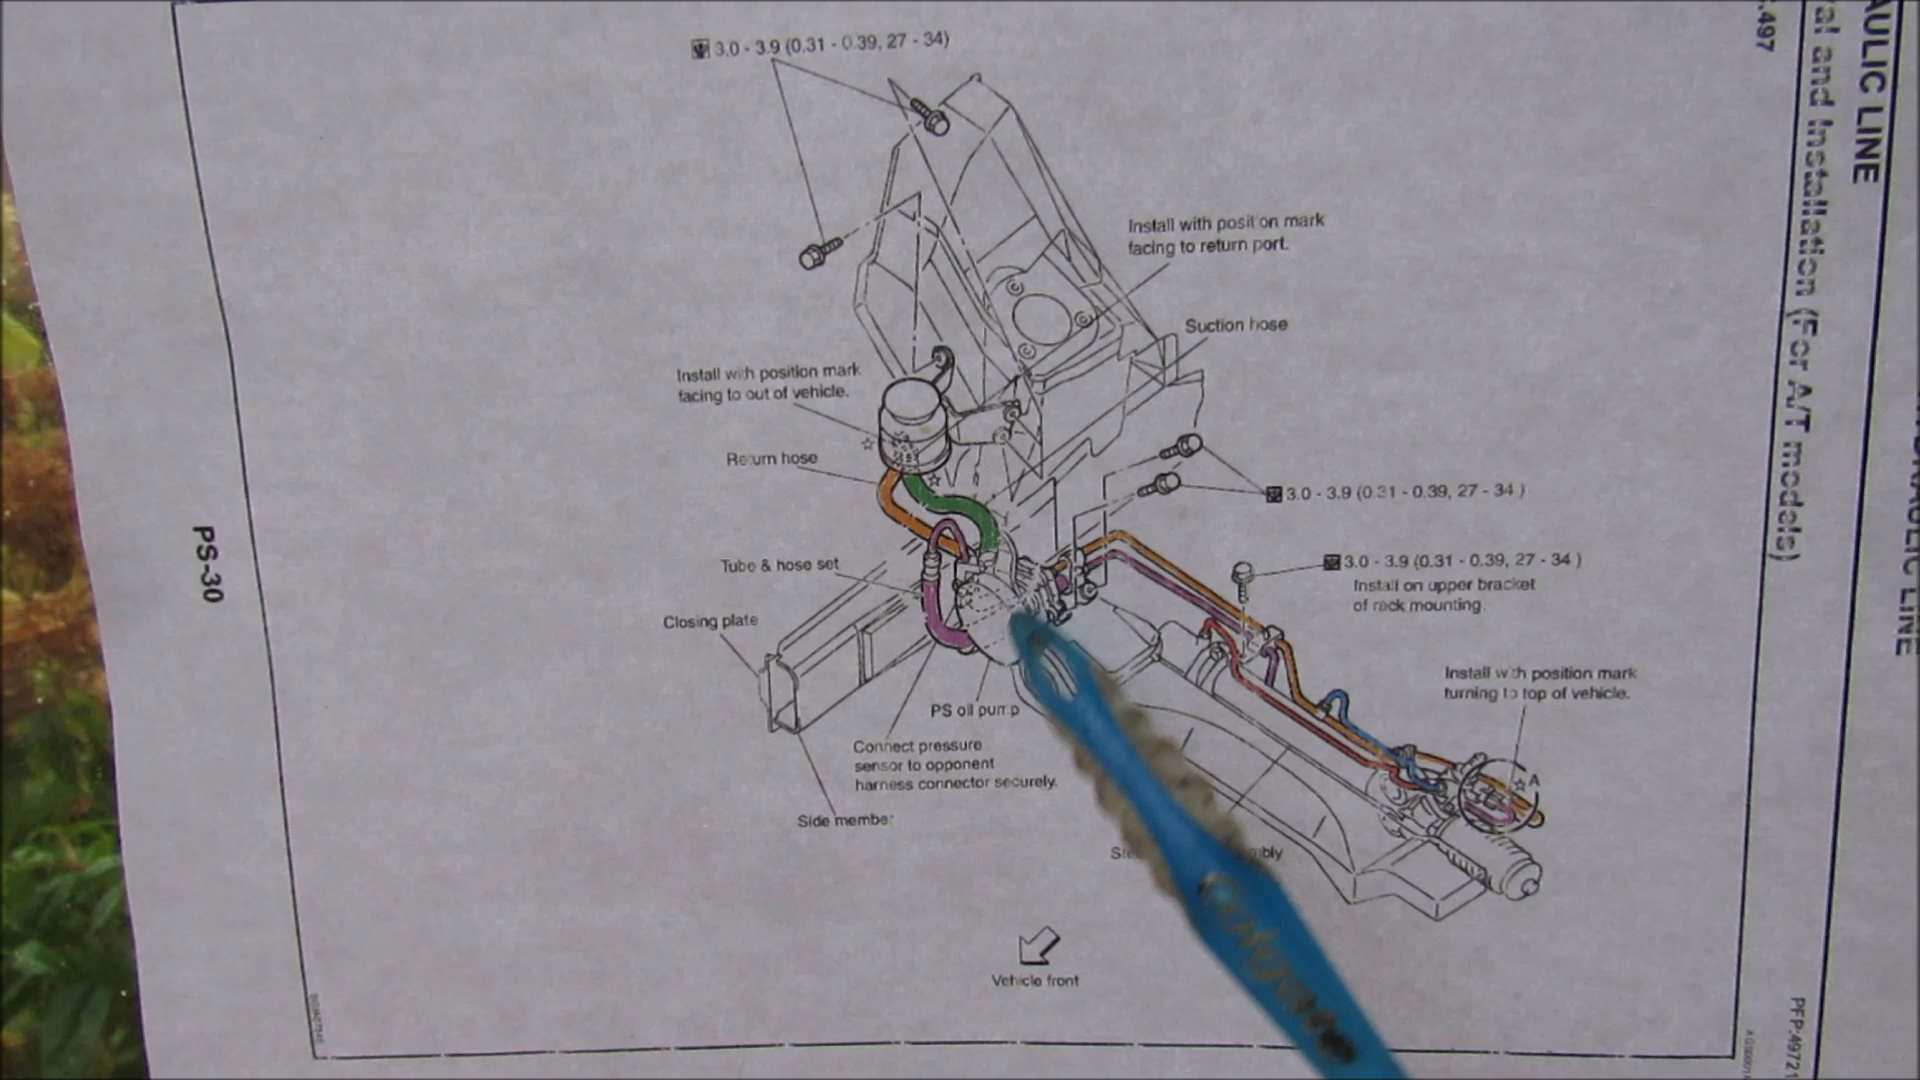 3.0 - 3.9 (0.31 - 0.39, 27 - 34)
Install with position mark
facing to return port.
Suction hose
Install with position mark
facing to out of vehicle.
Return hose
3.0 - 3.9 (0.31 - 0.39, 27 - 34 )
Tube & hose set
3.0 - 3.9 (0.31 - 0.39, 27 - 34 )
Install on upper bracket
of rack mounting.
Closing plate
Install with position mark
turning to top of vehicle.
PS oil pump
A
Connect pressure
sensor to opponent
harness connector securely.
Side member
Vehicle front
PS-30
AULIC LINE
al and Installation (For A/T models)
.497
PFP:49721
AULIC LINE